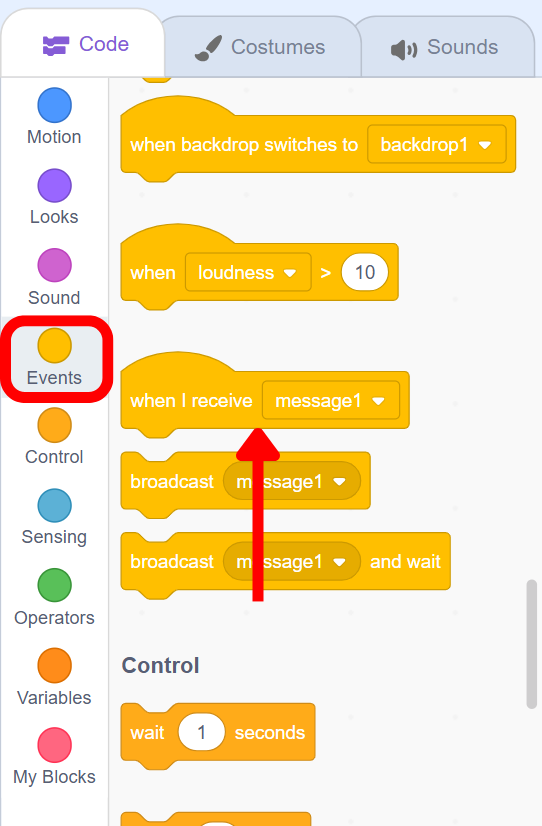 Code Costumes Sounds
Motion
Looks
Sound
Events
Control
Sensing
Operators
Variables
My Blocks
when backdrop switches to backdrop1
when loudness > 10
when I receive message1
broadcast message1
broadcast message1 and wait
Control
wait 1 seconds